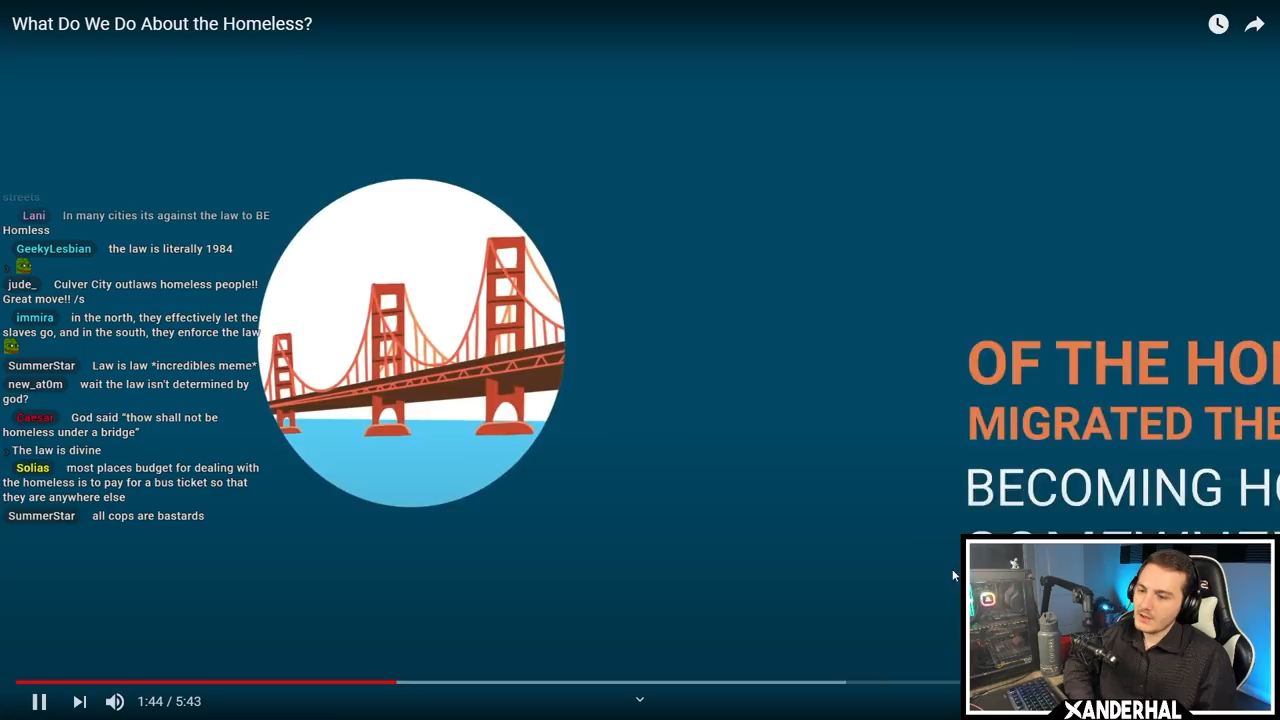 What Do We Do About the Homeless?
streets
Lani In many cities its against the law to BE
Homless
GeekyLesbian the law is literally 1984
jude_ Culver City outlaws homeless people!!
Great move!! /s
immira in the north, they effectively let the
slaves go, and in the south, they enforce the law
SummerStar Law is law *incredibles meme*
new_at0m wait the law isn't determined by
god?
Caesar God said “thow shall not be
homeless under a bridge”
The law is divine
Solias most places budget for dealing with
the homeless is to pay for a bus ticket so that
they are anywhere else
SummerStar all cops are bastards
OF THE HO
MIGRATED THE
BECOMING H
1:44 / 5:43
XANDERHAL